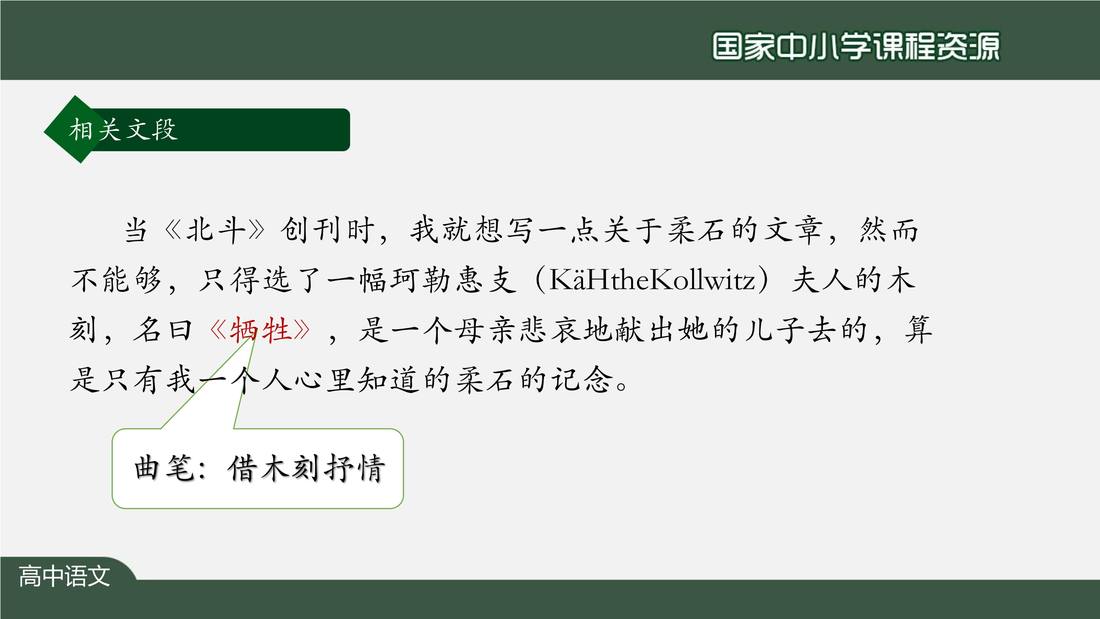 国家中小学课程资源
相关文段
当《北斗》创刊时，我就想写一点关于柔石的文章，然而
不能够，只得选了一幅珂勒惠支（KäHtheKollwitz）夫人的木
刻，名曰《牺牲》，是一个母亲悲哀地献出她的儿子去的，算
是只有我一个人心里知道的柔石的记念。
曲笔：借木刻抒情
高中语文